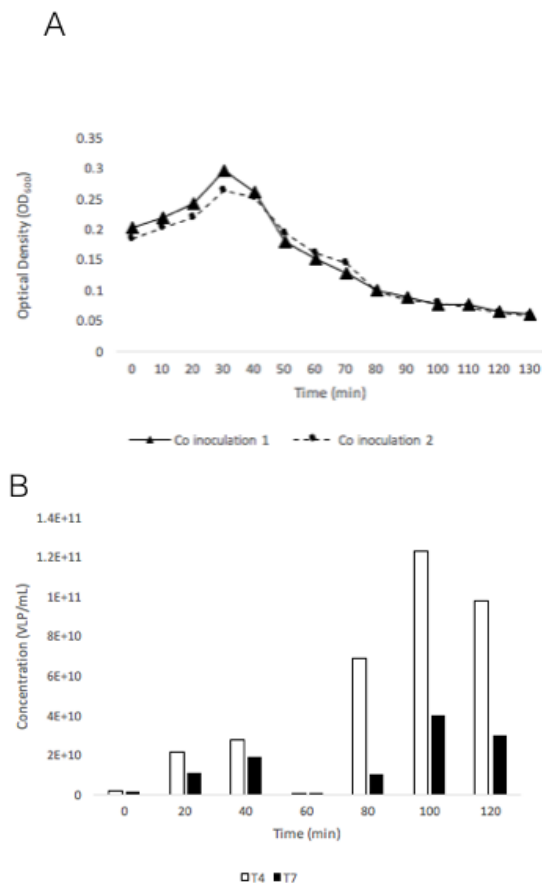 A
0.35
0.3
0.25
0.2
0.15
0.1
0.05
0
Optical Density (OD₆₀₀)
0 10 20 30 40 50 60 70 80 90 100 110 120 130
Time (min)
Co inoculation 1 Co inoculation 2
B
1.4E+11
1.2E+11
1E+11
8E+10
6E+10
4E+10
2E+10
0
Concentration (VLP/mL)
0 20 40 60 80 100 120
Time (min)
T4 T7